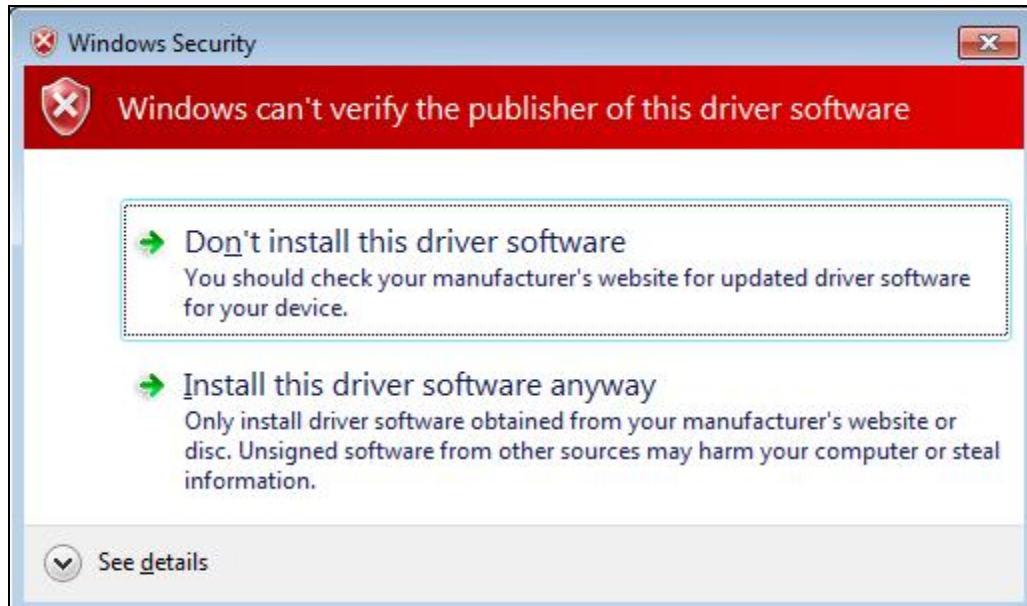 Windows Security
Windows can't verify the publisher of this driver software
Don't install this driver software
You should check your manufacturer's website for updated driver software
for your device.
Install this driver software anyway
Only install driver software obtained from your manufacturer's website or
disc. Unsigned software from other sources may harm your computer or steal
information.
See details